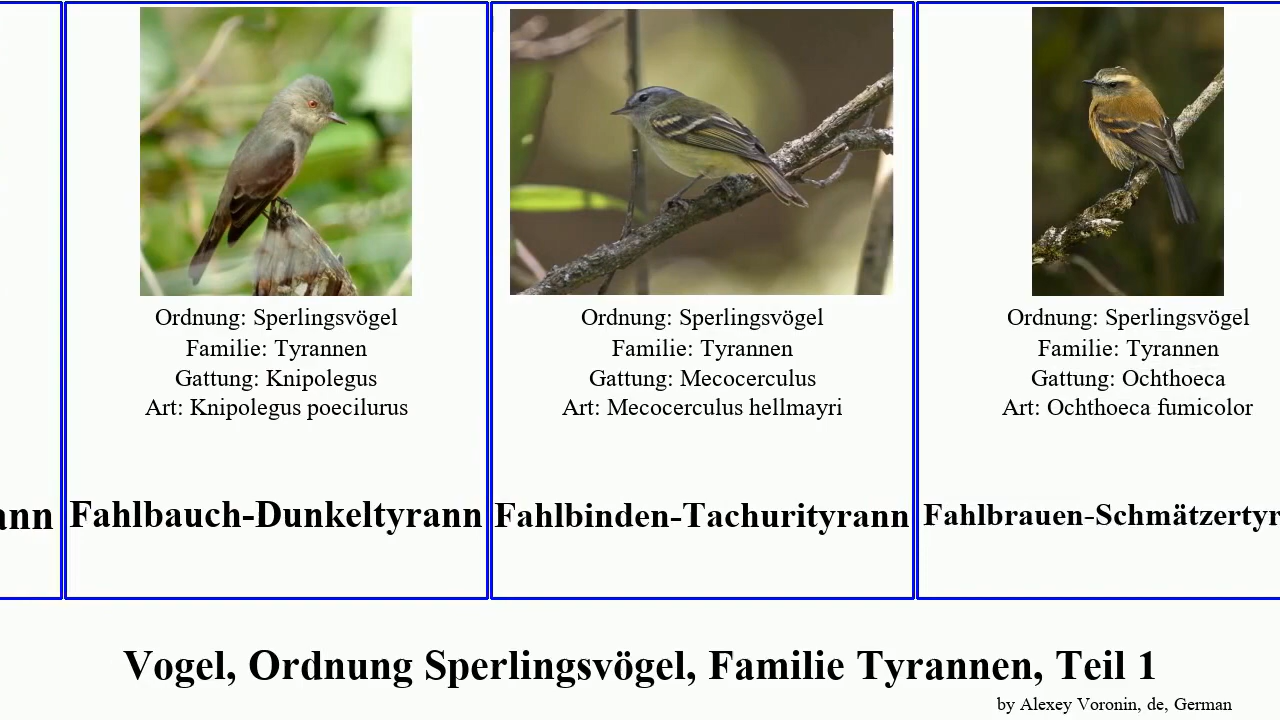 Ordnung: Sperlingsvögel
Familie: Tyrannen
Gattung: Knipolegus
Art: Knipolegus poecilurus
Fahlbauch-Dunkeltyrann
Ordnung: Sperlingsvögel
Familie: Tyrannen
Gattung: Mecocerculus
Art: Mecocerculus hellmayri
Fahlbinden-Tachurityrann
Ordnung: Sperlingsvögel
Familie: Tyrannen
Gattung: Ochthoeca
Art: Ochthoeca fumicolor
Vogel, Ordnung Sperlingsvögel, Familie Tyrannen, Teil 1
by Alexey Voronin, de, German